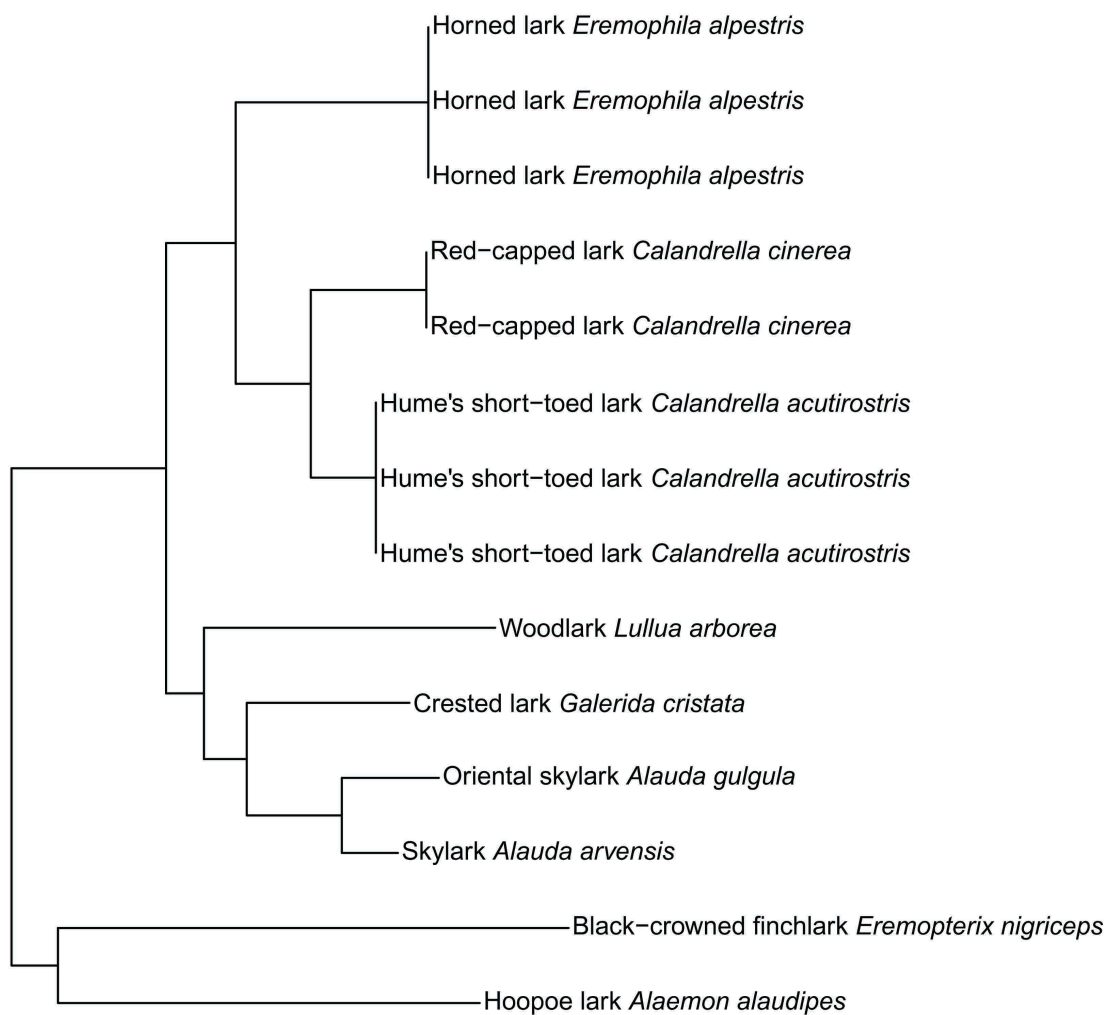 Horned lark Eremophila alpestris
Horned lark Eremophila alpestris
Horned lark Eremophila alpestris
Red−capped lark Calandrella cinerea
Red−capped lark Calandrella cinerea
Hume's short−toed lark Calandrella acutirostris
Hume's short−toed lark Calandrella acutirostris
Hume's short−toed lark Calandrella acutirostris
Woodlark Lullua arborea
Crested lark Galerida cristata
Oriental skylark Alauda gulgula
Skylark Alauda arvensis
Black−crowned finchlark Eremopterix nigriceps
Hoopoe lark Alaemon alaudipes